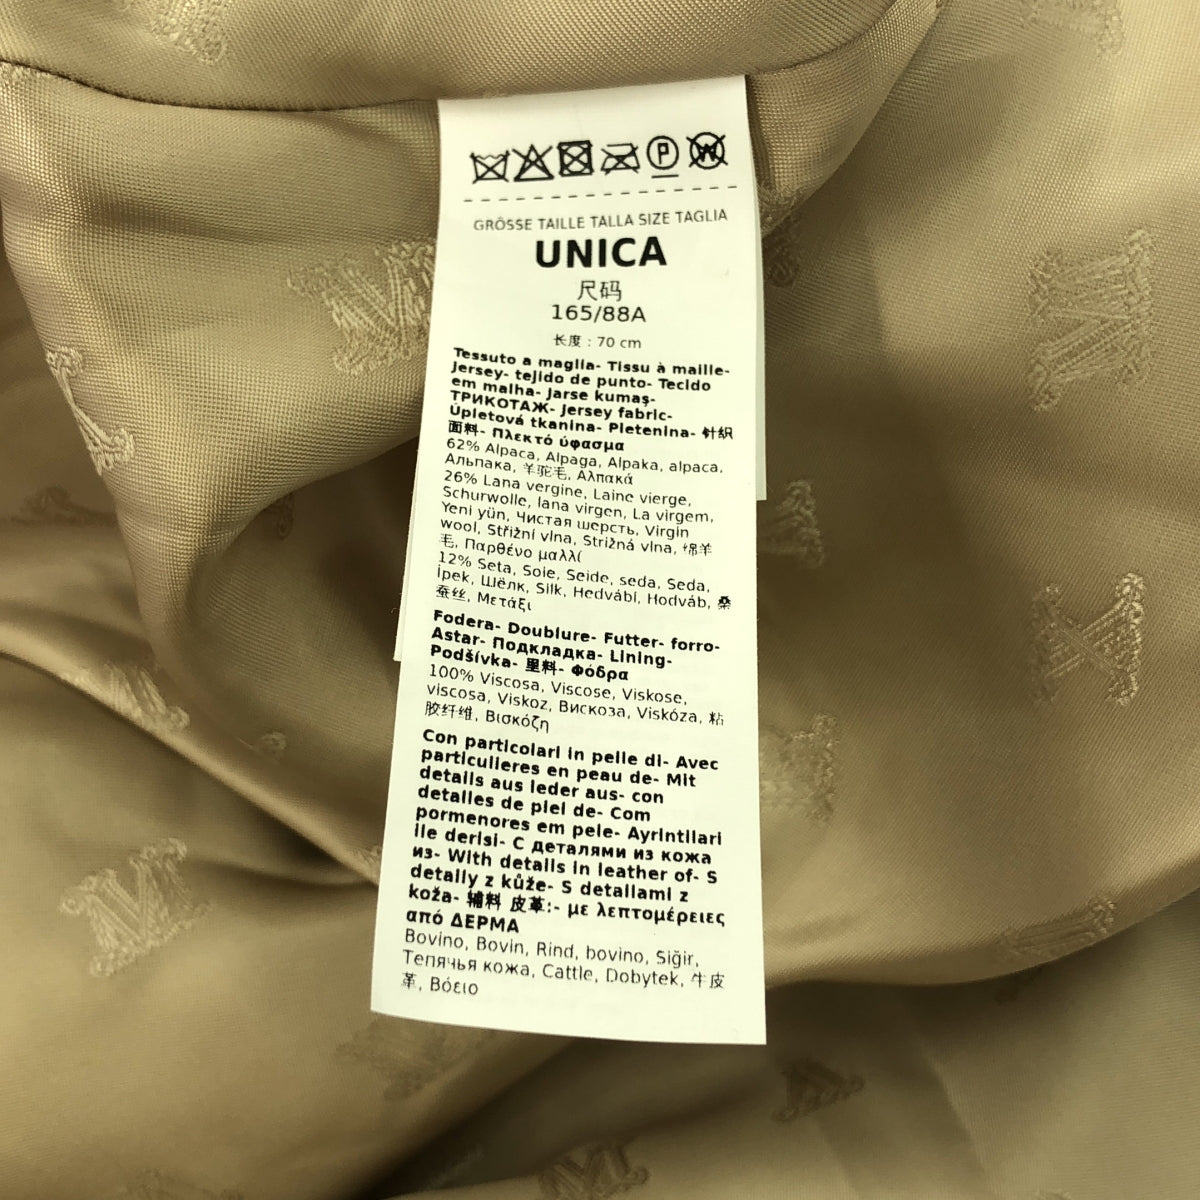 GRÖSSE TAILLE TALLA SIZE TAGLIA
UNICA
尺码
165/88A
长度：70 cm
Tessuto a maglia- Tissu à maille-
Jersey- tejido de punto- Tecido
em malha- Jarse kumaş-
ТРИКОТАЖ- Jersey fabric-
Úpletová tkanina- Pletenina- 针织
面料- Πλεκτό ύφασμα
62% Alpaca, Alpaga, Alpaka, alpaca,
Альпака, 羊驼毛, Αλπακά
26% Lana vergine, Laine vierge,
Schurwolle, lana virgen, La virgem,
Yeni yün, Чистая шерсть, Virgin
wool, Střižní vlna, Strižná vlna, 绵羊
毛, Παρθένο μαλλί
12% Seta, Soie, Seide, seda, Seda,
İpek, Шёлк, Silk, Hedvábí, Hodváb, 桑
蚕丝, Μετάξι
Fodera- Doublure- Futter- forro-
Astar- Подкладка- Lining-
Podšívka- 里料- Φόδρα
100% Viscosa, Viscose, Viskose,
viscosa, Viskoz, Вискоза, Viskóza, 粘
胶纤维, Βισκόζη
Con particolari in pelle di- Avec
particulieres en peau de- Mit
details aus leder aus- con
detalles de piel de- Com
pormenores em pele- Ayrintilari
ile derisi- С деталями из кожа
из- With details in leather of- S
detaily z kůže- S detailami z
koža- 辅料 皮革:- με λεπτομέρειες
από ΔΕΡΜΑ
Bovino, Bovin, Rind, bovino, Siğir,
Телячья кожа, Cattle, Dobytek, 牛皮
革, Βόειο